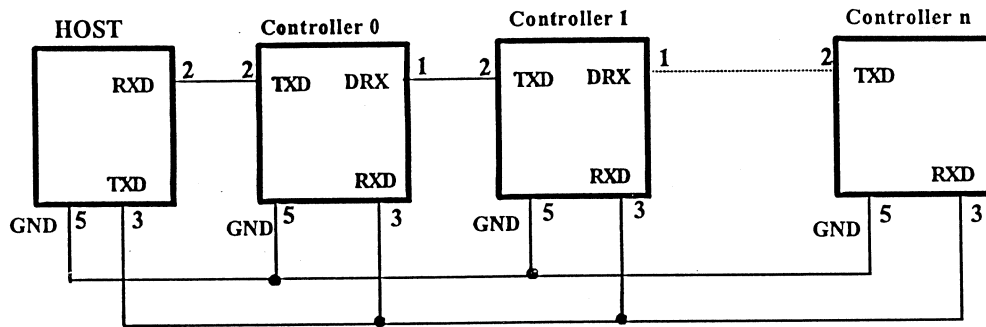 HOST
Controller 0
Controller 1
Controller n
RXD 2 2 TXD DRX 1 2 TXD DRX 1 2 TXD
TXD RXD RXD RXD
GND 5 3 GND 5 3 GND 5 3 GND 5 3